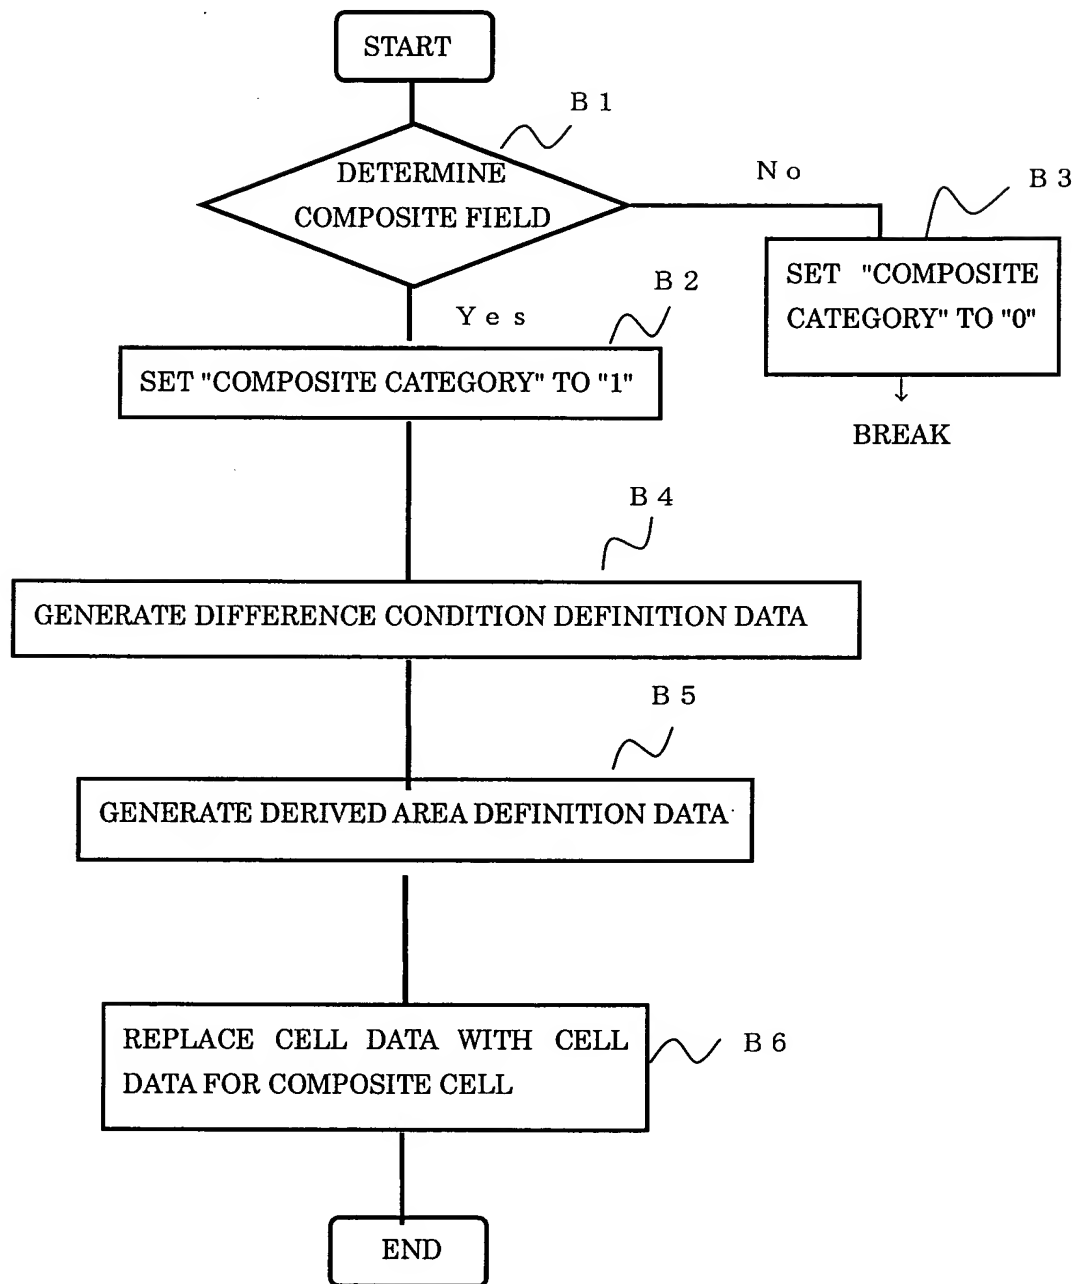 START
B 1
DETERMINE
COMPOSITE FIELD
No
B 3
SET "COMPOSITE
CATEGORY" TO "0"
↓
BREAK
Yes
B 2
SET "COMPOSITE CATEGORY" TO "1"
B 4
GENERATE DIFFERENCE CONDITION DEFINITION DATA
B 5
GENERATE DERIVED AREA DEFINITION DATA
REPLACE CELL DATA WITH CELL
DATA FOR COMPOSITE CELL
B 6
END